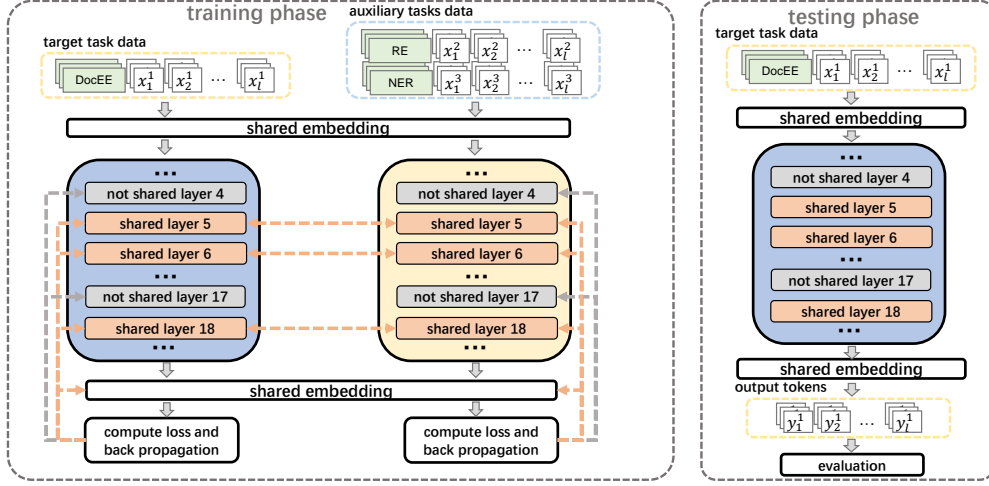 training phase
target task data
DocEE x_1^1 x_2^1 ... x_l^1
auxiliary tasks data
RE x_1^2 x_2^2 ... x_l^2
NER x_1^3 x_2^3 ... x_l^3
shared embedding
...
not shared layer 4
shared layer 5
shared layer 6
...
not shared layer 17
shared layer 18
...
...
not shared layer 4
shared layer 5
shared layer 6
...
not shared layer 17
shared layer 18
...
shared embedding
compute loss and
back propagation
compute loss and
back propagation
testing phase
target task data
DocEE x_1^1 x_2^1 ... x_l^1
shared embedding
...
not shared layer 4
shared layer 5
shared layer 6
...
not shared layer 17
shared layer 18
...
shared embedding
output tokens
y_1^1 y_2^1 ... y_l^1
evaluation